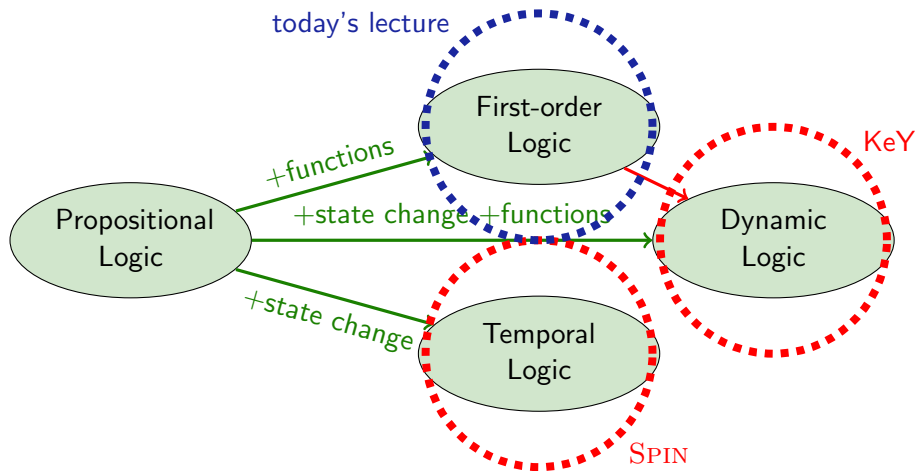 today's lecture
First-order
Logic
KeY
+functions
Propositional
Logic
+state change +functions
Dynamic
Logic
+state change
Temporal
Logic
SPIN